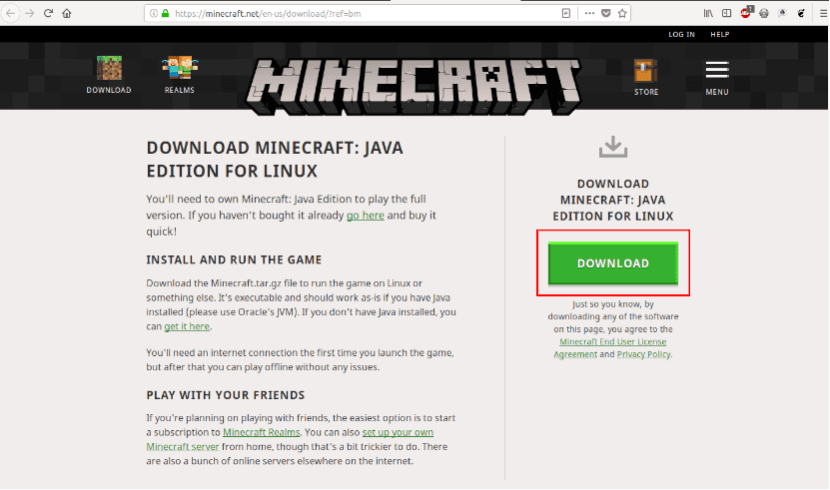 https://minecraft.net/en-us/download/?ref=bm
1
LOG IN HELP
DOWNLOAD REALMS MINECRAFT STORE MENU
DOWNLOAD MINECRAFT: JAVA
EDITION FOR LINUX
You'll need to own Minecraft: Java Edition to play the full
version. If you haven't bought it already go here and buy it
quick!
INSTALL AND RUN THE GAME
Download the Minecraft.tar.gr file to run the game on Linux or
something else. It's executable and should work as-is if you have Java
installed (please use Oracle's JVM). If you don't have Java installed, you
can get it here.
You'll need an internet connection the first time you launch the game,
but after that you can play offline without any issues.
PLAY WITH YOUR FRIENDS
If you're planning on playing with friends, the easiest option is to start
a subscription to Minecraft Realms. You can also set up your own
Minecraft server from home, though that's a bit trickier to do. There
are also a bunch of online servers elsewhere on the internet.
DOWNLOAD
MINECRAFT: JAVA
EDITION FOR LINUX
DOWNLOAD
Just so you know, by
downloading any of the software
on this page, you agree to the
Minecraft End User License
Agreement and Privacy Policy.